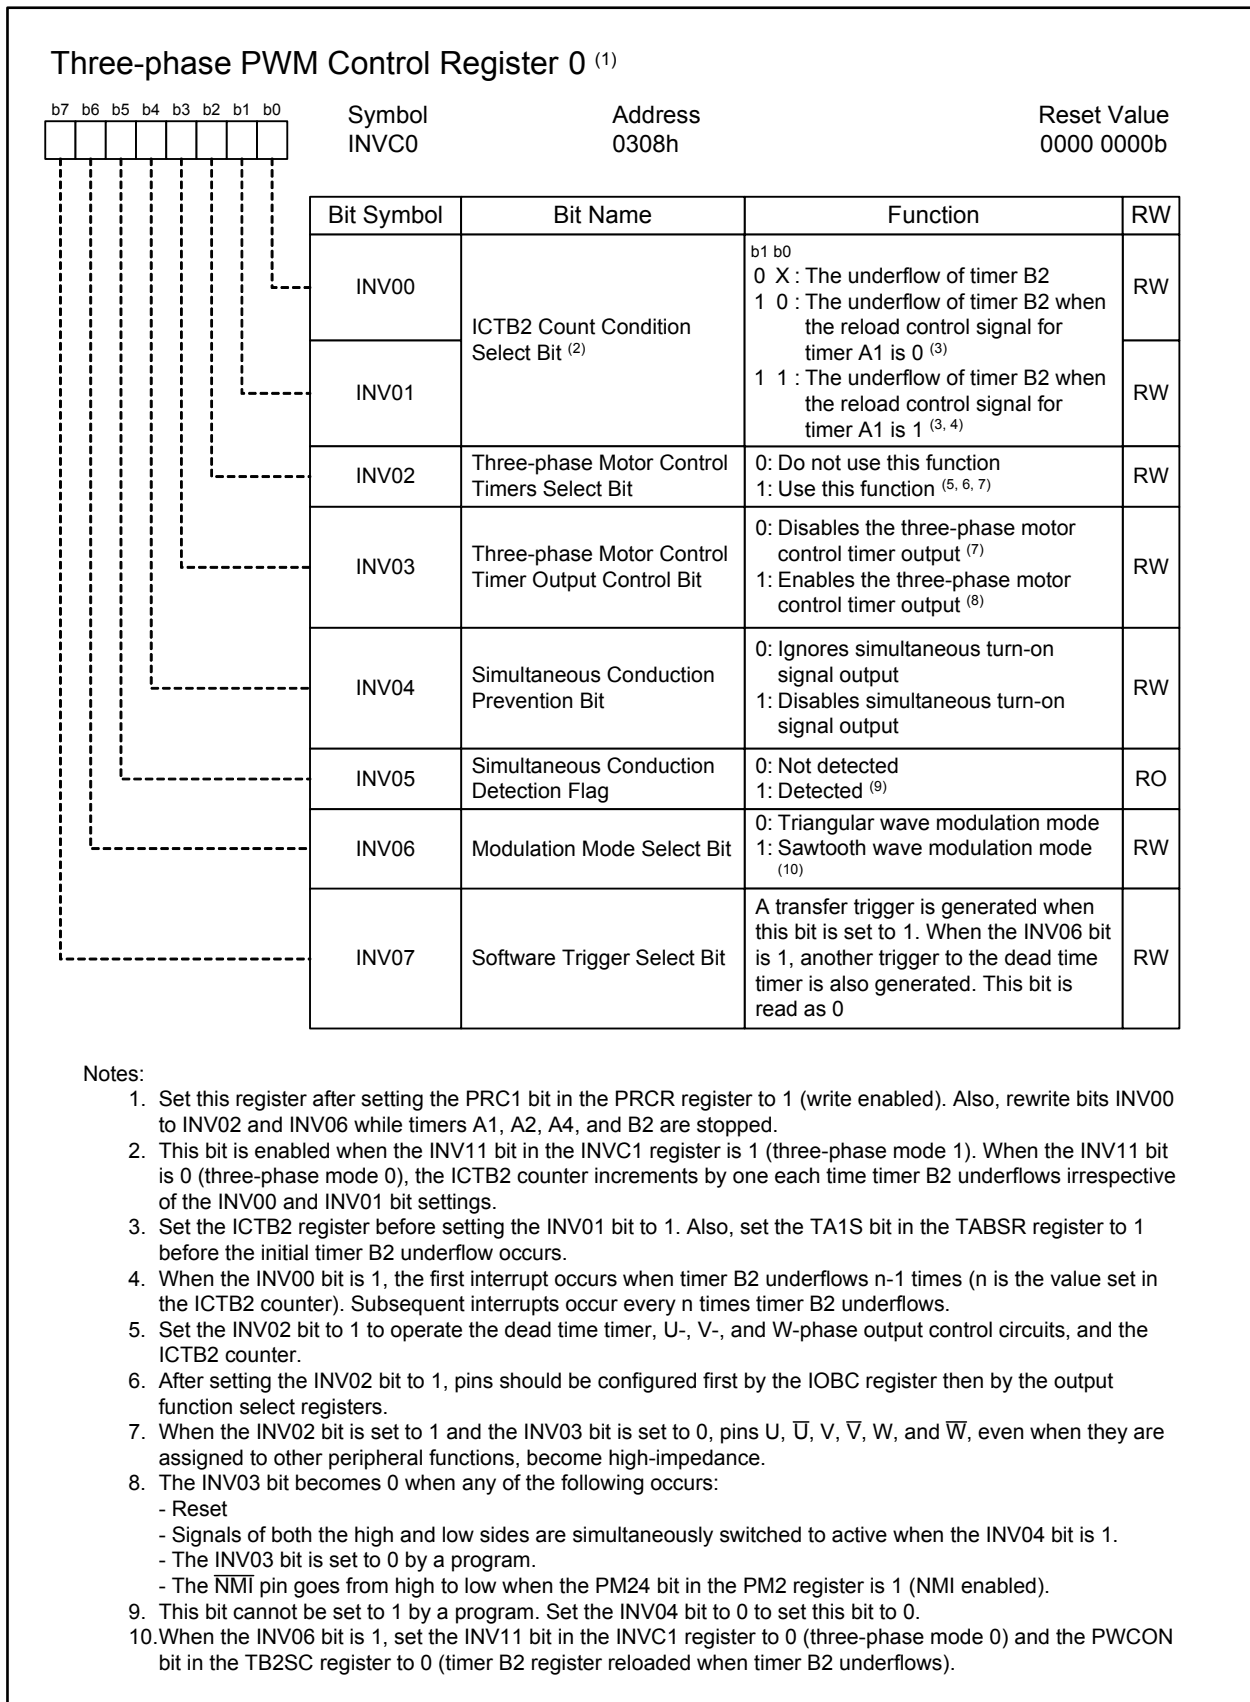 Three-phase PWM Control Register 0 (1)
b7 b6 b5 b4 b3 b2 b1 b0
Symbol Address Reset Value
INVC0 0308h 0000 0000b
Bit Symbol Bit Name Function RW
INV00
INV01
ICTB2 Count Condition
Select Bit (2)
b1 b0
0 X : The underflow of timer B2
1 0 : The underflow of timer B2 when
the reload control signal for
timer A1 is 0 (3)
1 1 : The underflow of timer B2 when
the reload control signal for
timer A1 is 1 (3, 4)
RW
RW
INV02
Three-phase Motor Control
Timers Select Bit
0: Do not use this function
1: Use this function (5, 6, 7)
RW
INV03
Three-phase Motor Control
Timer Output Control Bit
0: Disables the three-phase motor
control timer output (7)
1: Enables the three-phase motor
control timer output (8)
RW
INV04
Simultaneous Conduction
Prevention Bit
0: Ignores simultaneous turn-on
signal output
1: Disables simultaneous turn-on
signal output
RW
INV05
Simultaneous Conduction
Detection Flag
0: Not detected
1: Detected (9)
RO
INV06
Modulation Mode Select Bit
0: Triangular wave modulation mode
1: Sawtooth wave modulation mode
(10)
RW
INV07
Software Trigger Select Bit
A transfer trigger is generated when
this bit is set to 1. When the INV06 bit
is 1, another trigger to the dead time
timer is also generated. This bit is
read as 0
RW
Notes:
1. Set this register after setting the PRC1 bit in the PRCR register to 1 (write enabled). Also, rewrite bits INV00
to INV02 and INV06 while timers A1, A2, A4, and B2 are stopped.
2. This bit is enabled when the INV11 bit in the INVC1 register is 1 (three-phase mode 1). When the INV11 bit
is 0 (three-phase mode 0), the ICTB2 counter increments by one each time timer B2 underflows irrespective
of the INV00 and INV01 bit settings.
3. Set the ICTB2 register before setting the INV01 bit to 1. Also, set the TA1S bit in the TABSR register to 1
before the initial timer B2 underflow occurs.
4. When the INV00 bit is 1, the first interrupt occurs when timer B2 underflows n-1 times (n is the value set in
the ICTB2 counter). Subsequent interrupts occur every n times timer B2 underflows.
5. Set the INV02 bit to 1 to operate the dead time timer, U-, V-, and W-phase output control circuits, and the
ICTB2 counter.
6. After setting the INV02 bit to 1, pins should be configured first by the IOBC register then by the output
function select registers.
7. When the INV02 bit is set to 1 and the INV03 bit is set to 0, pins U, U̅, V, V̅, W, and W̅, even when they are
assigned to other peripheral functions, become high-impedance.
8. The INV03 bit becomes 0 when any of the following occurs:
- Reset
- Signals of both the high and low sides are simultaneously switched to active when the INV04 bit is 1.
- The INV03 bit is set to 0 by a program.
- The N̅M̅I̅ pin goes from high to low when the PM24 bit in the PM2 register is 1 (NMI enabled).
9. This bit cannot be set to 1 by a program. Set the INV04 bit to 0 to set this bit to 0.
10.When the INV06 bit is 1, set the INV11 bit in the INVC1 register to 0 (three-phase mode 0) and the PWCON
bit in the TB2SC register to 0 (timer B2 register reloaded when timer B2 underflows).